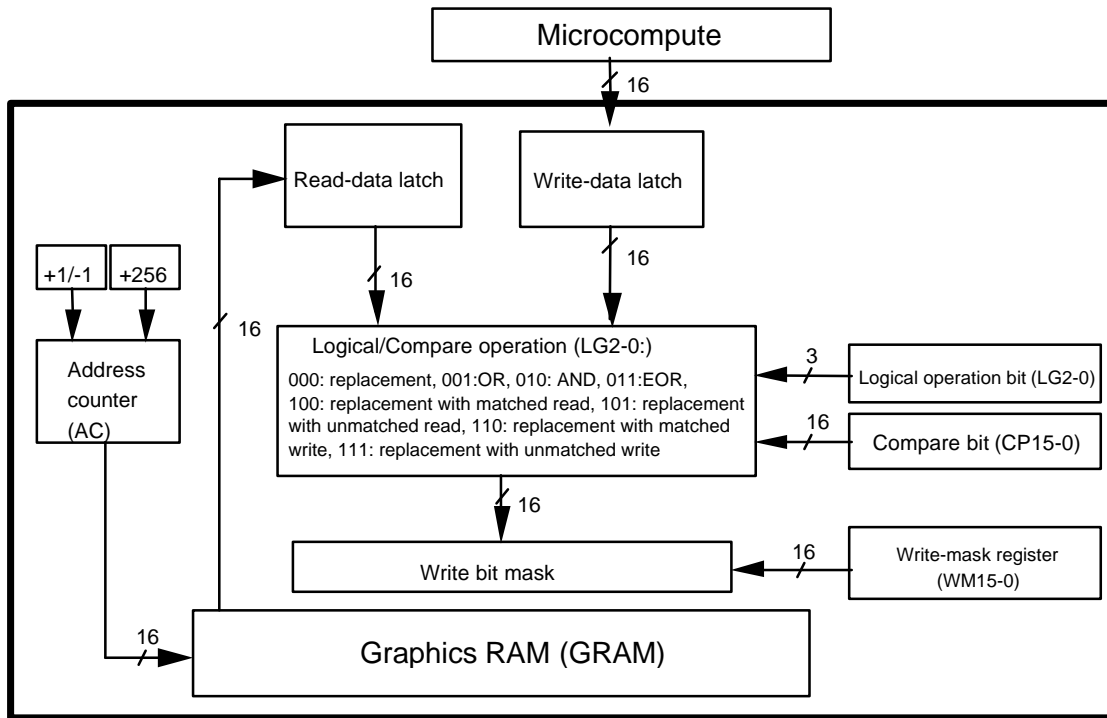 Microcompute
16
Read-data latch
Write-data latch
+1/-1
+256
16
16
16
Address
counter
(AC)
Logical/Compare operation (LG2-0:)
000: replacement, 001:OR, 010: AND, 011:EOR,
100: replacement with matched read, 101: replacement
with unmatched read, 110: replacement with matched
write, 111: replacement with unmatched write
3
Logical operation bit (LG2-0)
16
Compare bit (CP15-0)
16
Write bit mask
16
Write-mask register
(WM15-0)
16
Graphics RAM (GRAM)